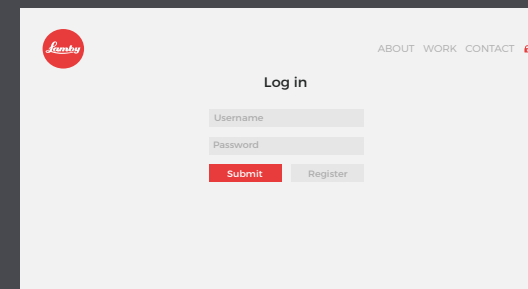 Lamby
ABOUT WORK CONTACT
Log in
Username
Password
Submit Register